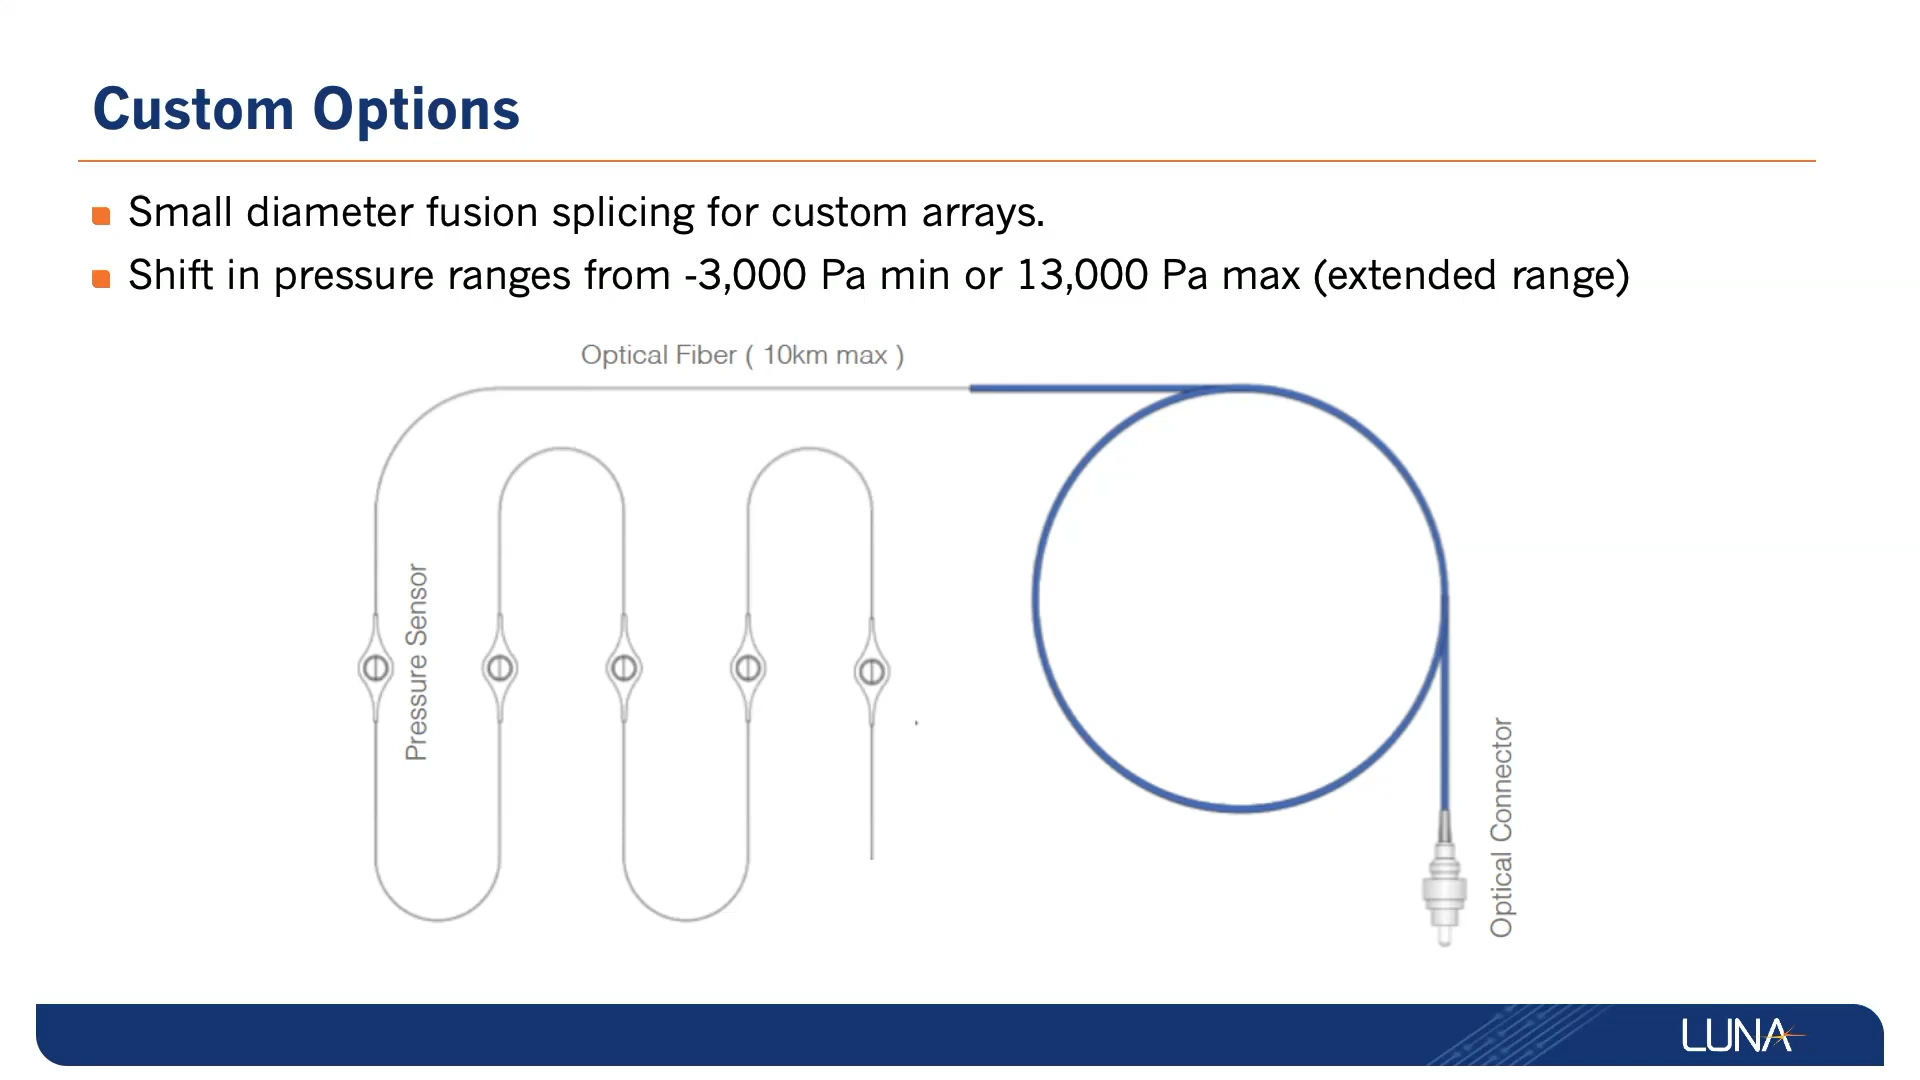 Custom Options
Small diameter fusion splicing for custom arrays.
Shift in pressure ranges from -3,000 Pa min or 13,000 Pa max (extended range)
Optical Fiber ( 10km max )
Pressure Sensor
Optical Connector
LUNA